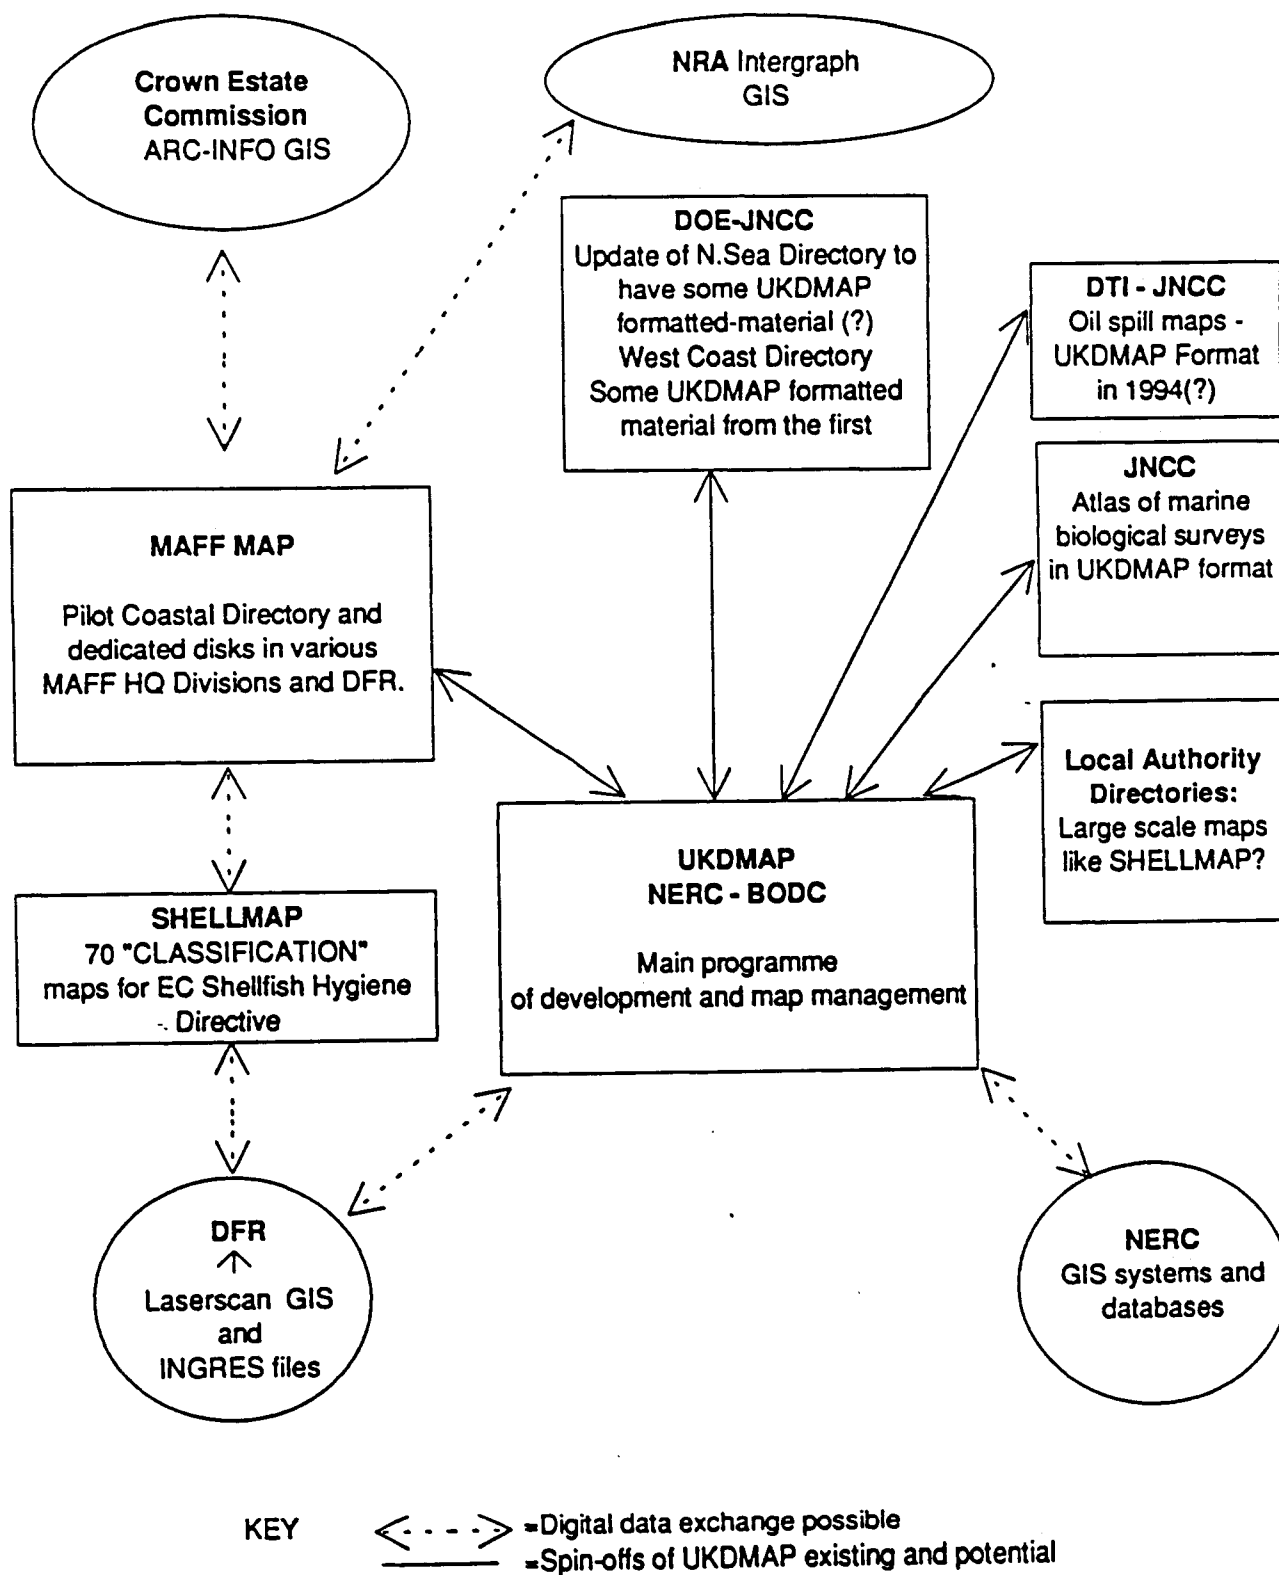 Crown Estate
Commission
ARC-INFO GIS
NRA Intergraph
GIS
DOE-JNCC
Update of N.Sea Directory to
have some UKDMAP
formatted-material (?)
West Coast Directory
Some UKDMAP formatted
material from the first
DTI - JNCC
Oil spill maps -
UKDMAP Format
in 1994(?)
JNCC
Atlas of marine
biological surveys
in UKDMAP format
MAFF MAP
Pilot Coastal Directory and
dedicated disks in various
MAFF HQ Divisions and DFR.
Local Authority
Directories:
Large scale maps
like SHELLMAP?
UKDMAP
NERC - BODC
Main programme
of development and map management
SHELLMAP
70 "CLASSIFICATION"
maps for EC Shellfish Hygiene
Directive
DFR
Laserscan GIS
and
INGRES files
NERC
GIS systems and
databases
KEY
=Digital data exchange possible
=Spin-offs of UKDMAP existing and potential